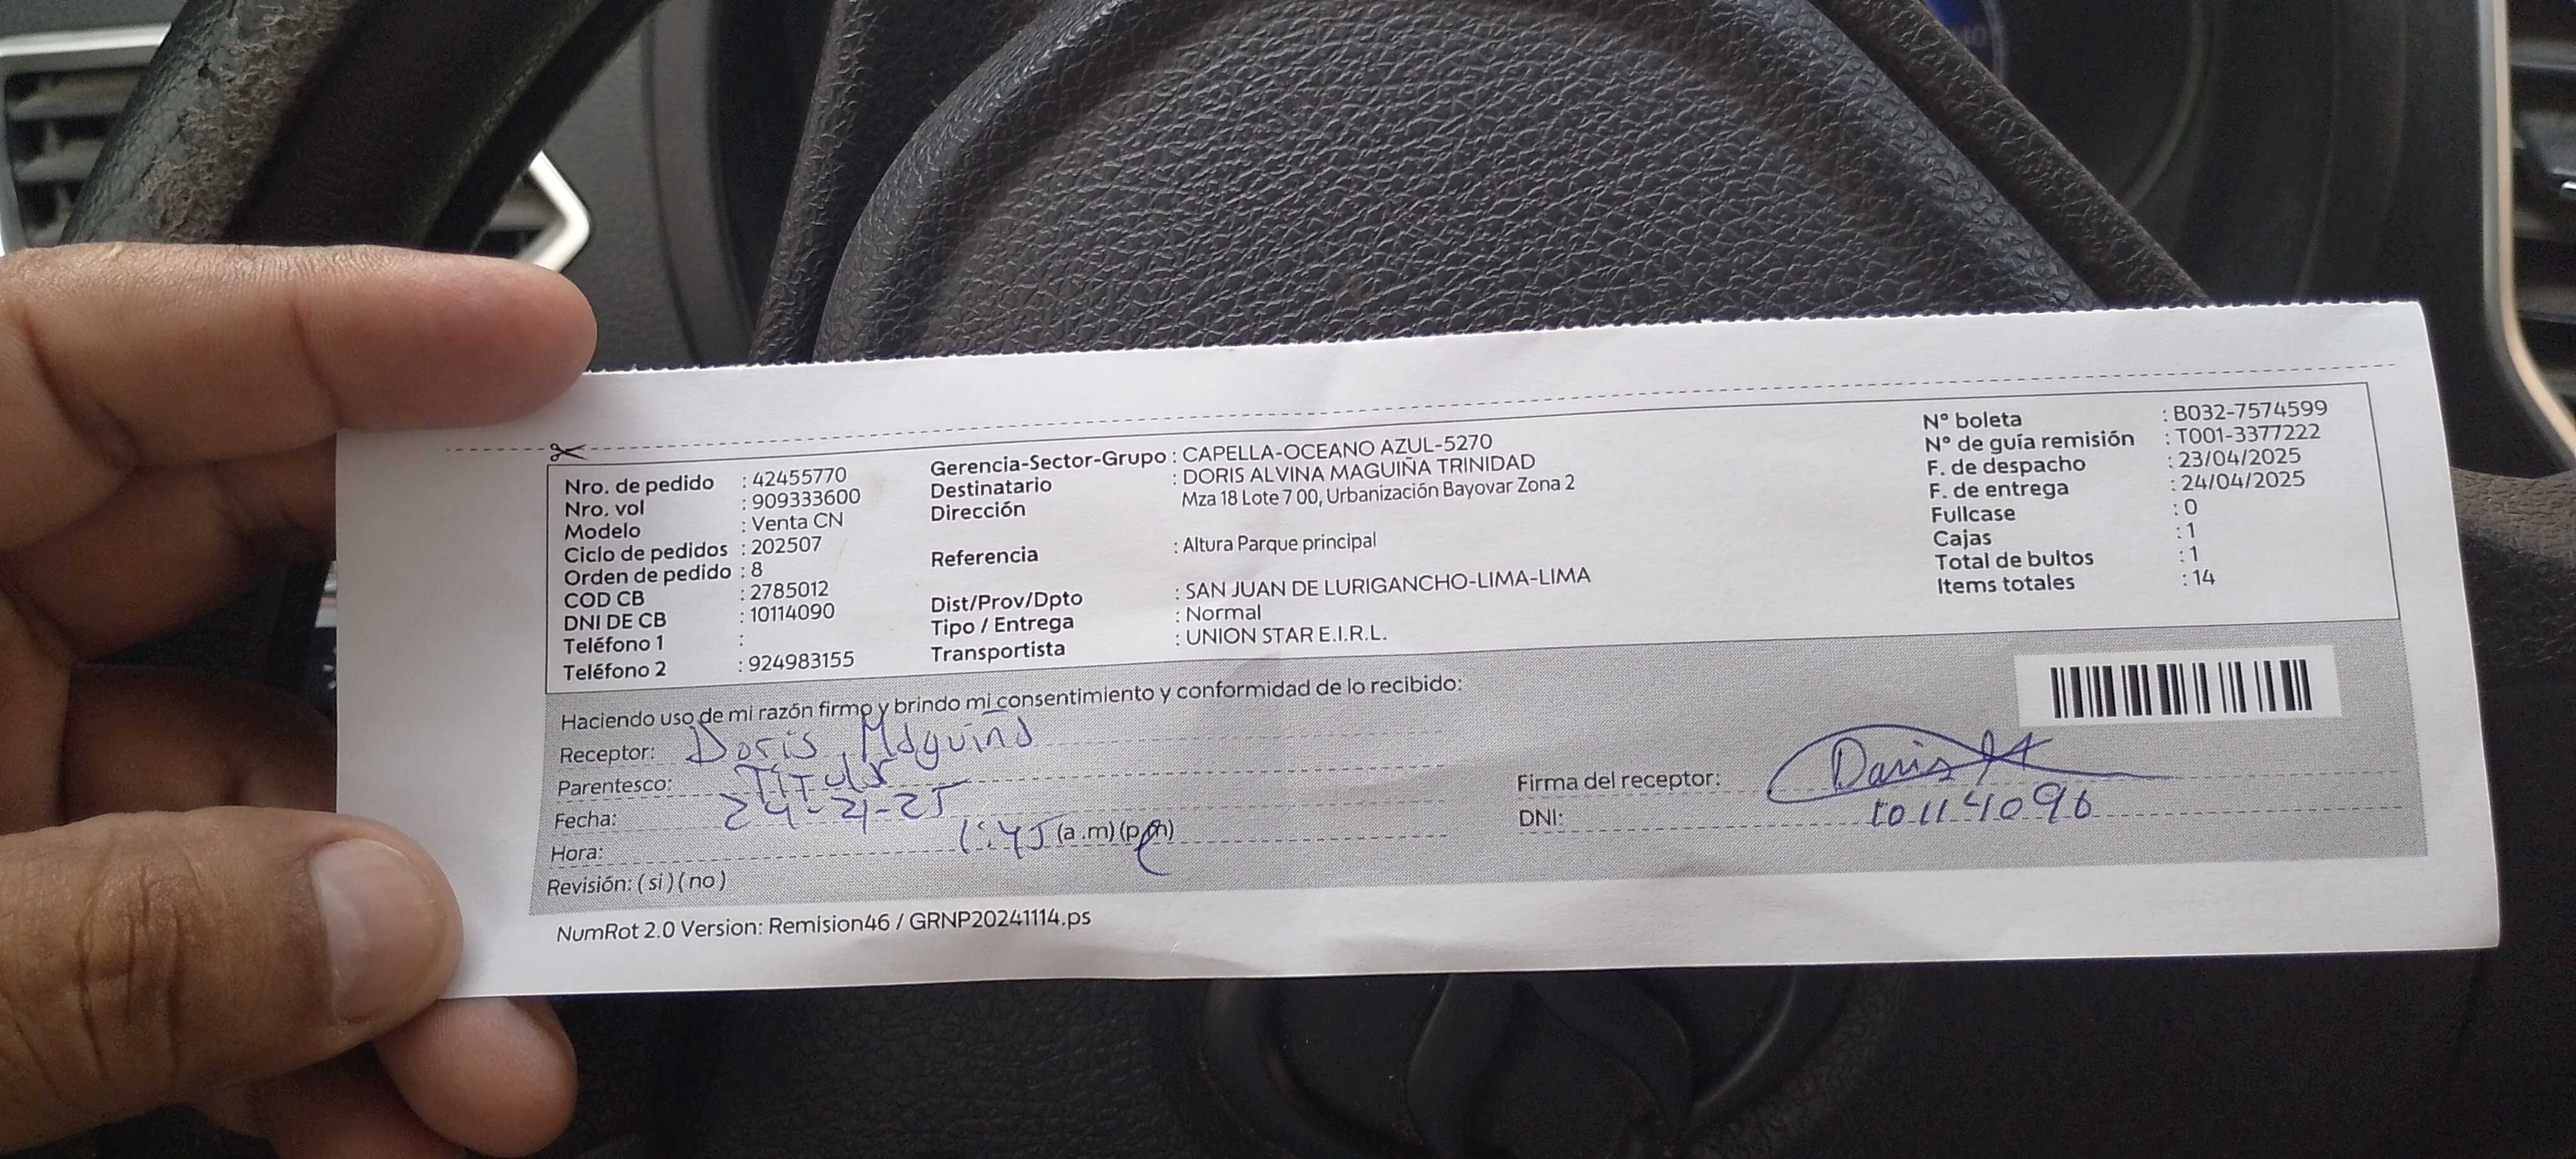 Nro. de pedido : 42455770
Nro. vol : 909333600
Modelo : Venta CN
Ciclo de pedidos : 202507
Orden de pedido : 8
COD CB : 2785012
DNI DE CB : 10114090
Teléfono 1 :
Teléfono 2 : 924983155
Gerencia-Sector-Grupo : CAPELLA-OCEANO AZUL-5270
Destinatario : DORIS ALVINA MAGUIÑA TRINIDAD
Dirección Mza 18 Lote 7 00, Urbanización Bayovar Zona 2
Referencia : Altura Parque principal
Dist/Prov/Dpto : SAN JUAN DE LURIGANCHO-LIMA-LIMA
Tipo / Entrega : Normal
Transportista : UNION STAR E.I.R.L.
N° boleta : B032-7574599
N° de guía remisión : T001-3377222
F. de despacho : 23/04/2025
F. de entrega : 24/04/2025
Fullcase : 0
Cajas : 1
Total de bultos : 1
Items totales : 14
Haciendo uso de mi razón firmo y brindo mi consentimiento y conformidad de lo recibido:
Receptor: Doris Maguiña
Parentesco: Titular
Fecha: 24-
Hora: 1:45 (a.m) (p.m)
Revisión: ( si ) ( no )
Firma del receptor: Doris
DNI: 10114090
NumRot 2.0 Version: Remision46 / GRNP20241114.ps